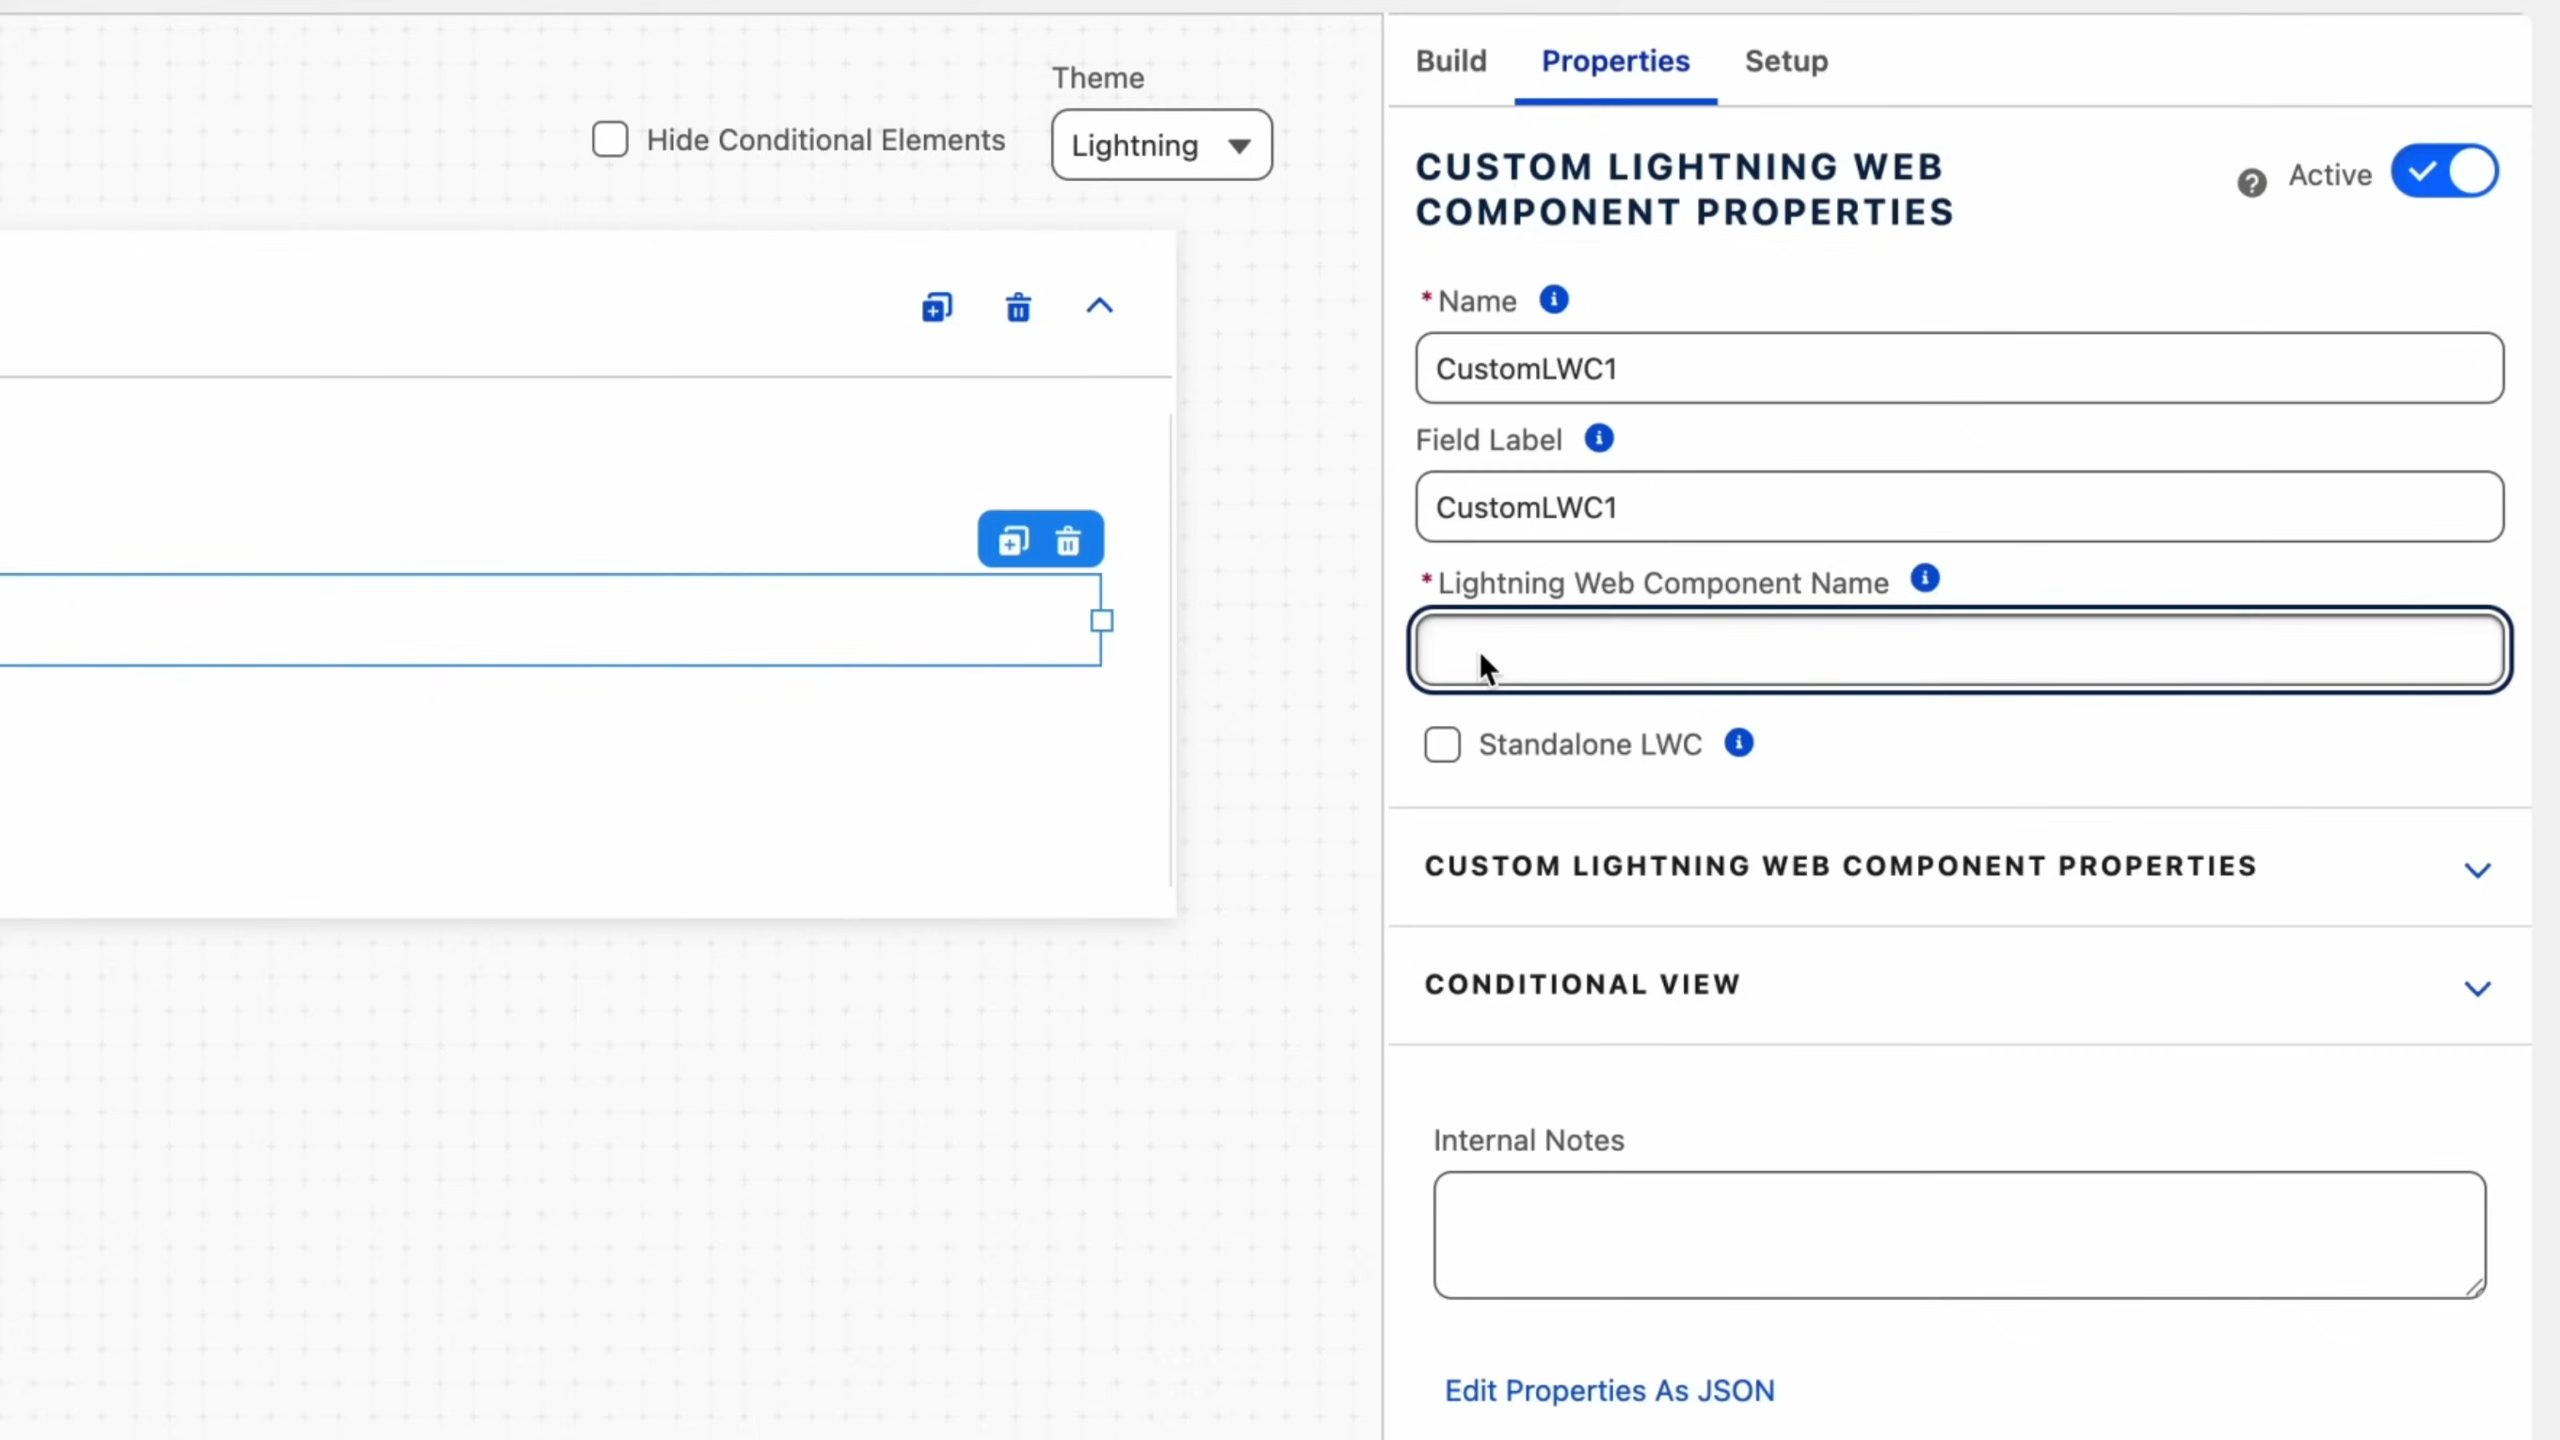 Theme
Hide Conditional Elements
Lightning
Build
Properties
Setup
CUSTOM LIGHTNING WEB
COMPONENT PROPERTIES
Active
*Name
CustomLWC1
Field Label
CustomLWC1
*Lightning Web Component Name
Standalone LWC
CUSTOM LIGHTNING WEB COMPONENT PROPERTIES
CONDITIONAL VIEW
Internal Notes
Edit Properties As JSON